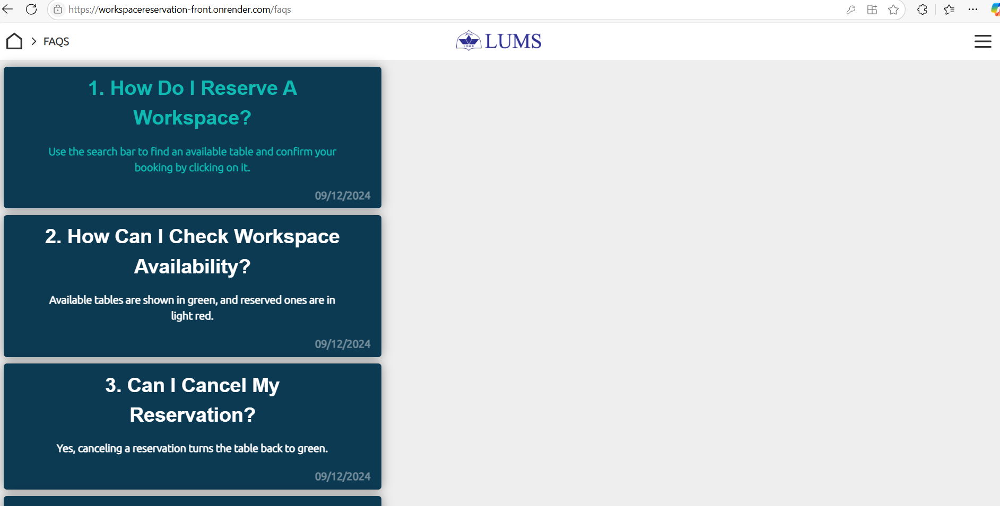 https://workspacereservation-front.onrender.com/faqs
FAQS
LUMS
LUMS
1. How Do I Reserve A
Workspace?
Use the search bar to find an available table and confirm your
booking by clicking on it.
09/12/2024
2. How Can I Check Workspace
Availability?
Available tables are shown in green, and reserved ones are in
light red.
09/12/2024
3. Can I Cancel My
Reservation?
Yes, canceling a reservation turns the table back to green.
09/12/2024